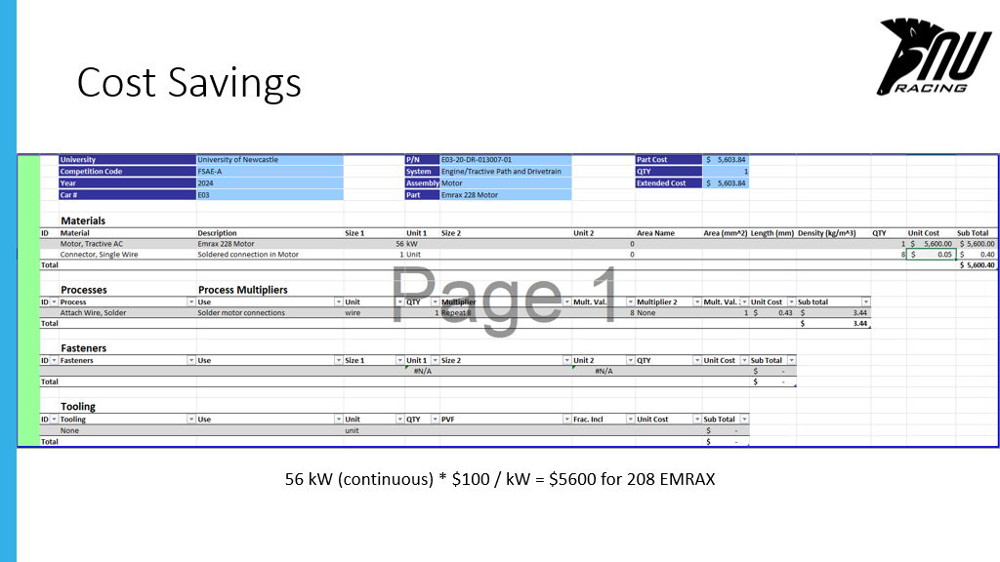 NU
RACING
Cost Savings
University University of Newcastle P/N E03-20-DR-013007-01 Part Cost $ 5,603.84
Competition Code FSAE-A System Engine/Tractive Path and Drivetrain QTY 1
Year 2024 Assembly Motor Extended Cost $ 5,603.84
Car # E03 Part Emrax 228 Motor
Materials
ID Material Description Size 1 Unit 1 Size 2 Unit 2 Area Name Area (mm^2) Length (mm) Density (kg/m^3) QTY Unit Cost Sub Total
Motor, Tractive AC Emrax 228 Motor 56 kW 0 1 $ 5,600.00 $ 5,600.00
Connector, Single Wire Soldered connection in Motor 1 Unit 0 8 $ 0.05 $ 0.40
Total $ 5,600.40
Page 1
Processes Process Multipliers
ID Process Use Unit QTY Multiplier Mult. Val. Multiplier 2 Mult. Val. 2 Unit Cost Sub total
Attach Wire, Solder Solder motor connections wire 1 Repeat 8 8 None 1 $ 0.43 $ 3.44
Total $ 3.44
Fasteners
ID Fasteners Use Size 1 Unit 1 Size 2 Unit 2 QTY Unit Cost Sub Total
#N/A #N/A $ -
Total $ -
Tooling
ID Tooling Use Unit QTY PVF Frac. Incl Unit Cost Sub Total
None unit $ -
Total $ -
56 kW (continuous) * $100 / kW = $5600 for 208 EMRAX